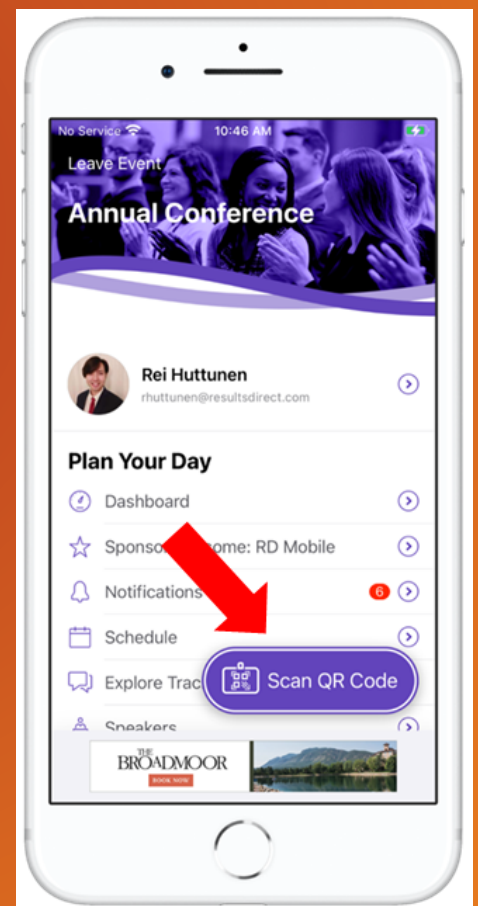 No Service 10:46 AM
Leave Event
Annual Conference
Rei Huttunen
rhuttunen@resultsdirect.com
Plan Your Day
Dashboard
Sponso ome: RD Mobile
Notifications 6
Schedule
Explore Trac
Scan QR Code
Speakers
THE
BROADMOOR
BOOK NOW